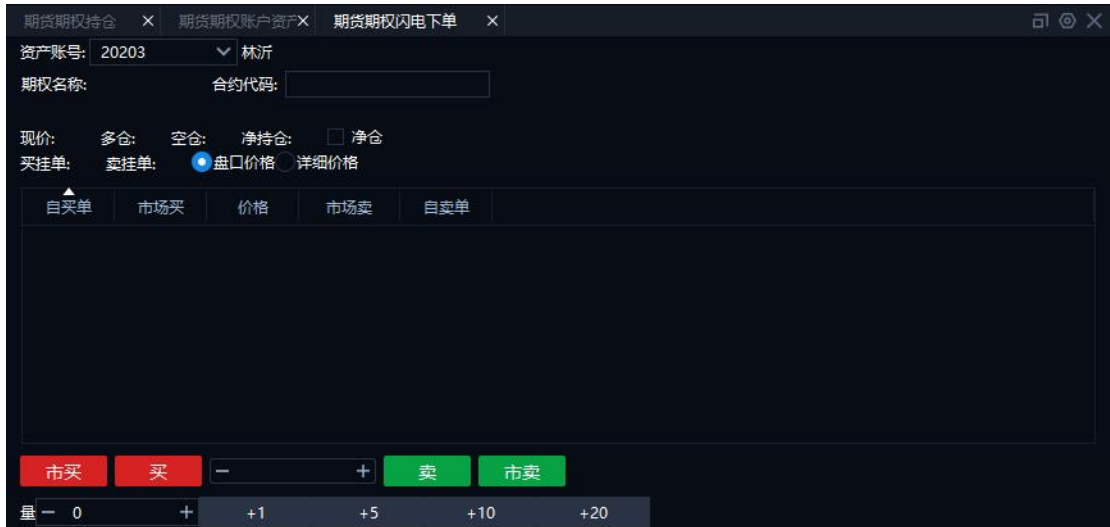 期货期权持仓 期货期权账户资产 期货期权闪电下单
资产账号: 20203 林沂
期权名称: 合约代码:
现价: 多仓: 空仓: 净持仓: 净仓
买挂单: 卖挂单: 盘口价格 详细价格
自买单 市场买 价格 市场卖 自卖单
市买 买 − + 卖 市卖
量 − 0 + +1 +5 +10 +20